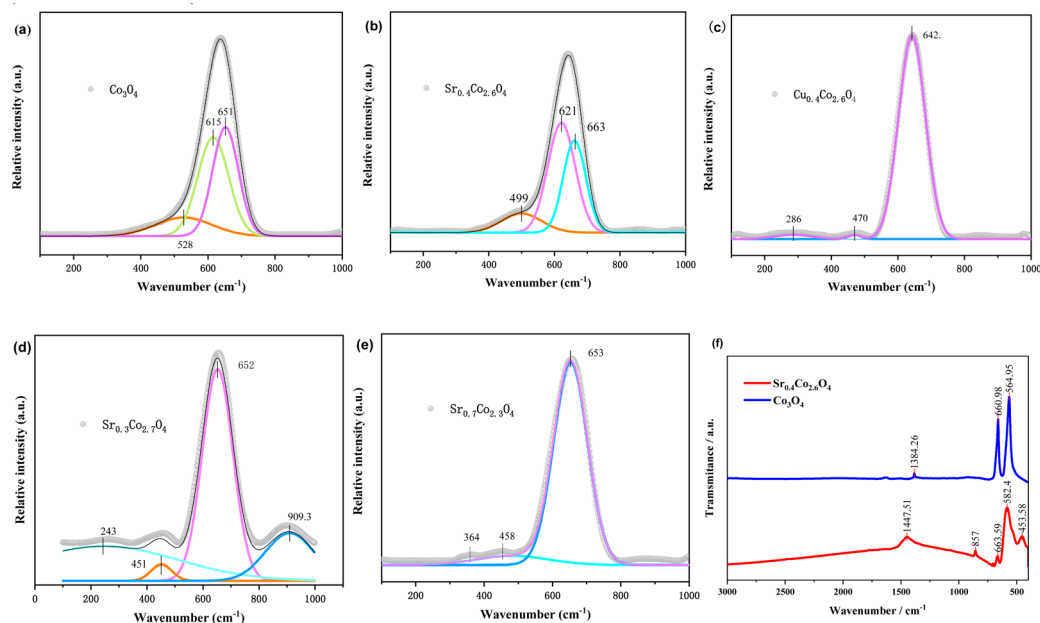 (a)
Co3O4
528
615
651
0 200 400 600 800 1000
Wavenumber (cm-1)
Relative intensity (a.u.)
(b)
Sr0.4Co2.6O4
499
621
663
200 400 600 800 1000
Wavenumber (cm-1)
Relative intensity (a.u.)
(c)
Cu0.4Co2.6O4
286
470
642.
200 400 600 800 1000
Wavenumber (cm-1)
Relative intensity (a.u.)
(d)
Sr0.3Co2.7O4
243
451
652
909.3
0 200 400 600 800 1000
Wavenumber (cm-1)
Relative intensity (a.u.)
(e)
Sr0.7Co2.3O4
364
458
653
0 200 400 600 800 1000
Wavenumber (cm-1)
Relative intensity (a.u.)
(f)
Sr0.4Co2.6O4
Co3O4
1384.26
660.98
564.95
1447.51
857
663.59
582.4
453.58
3000 2500 2000 1500 1000 500
Wavenumber / cm-1
Tramsmitance / a.u.